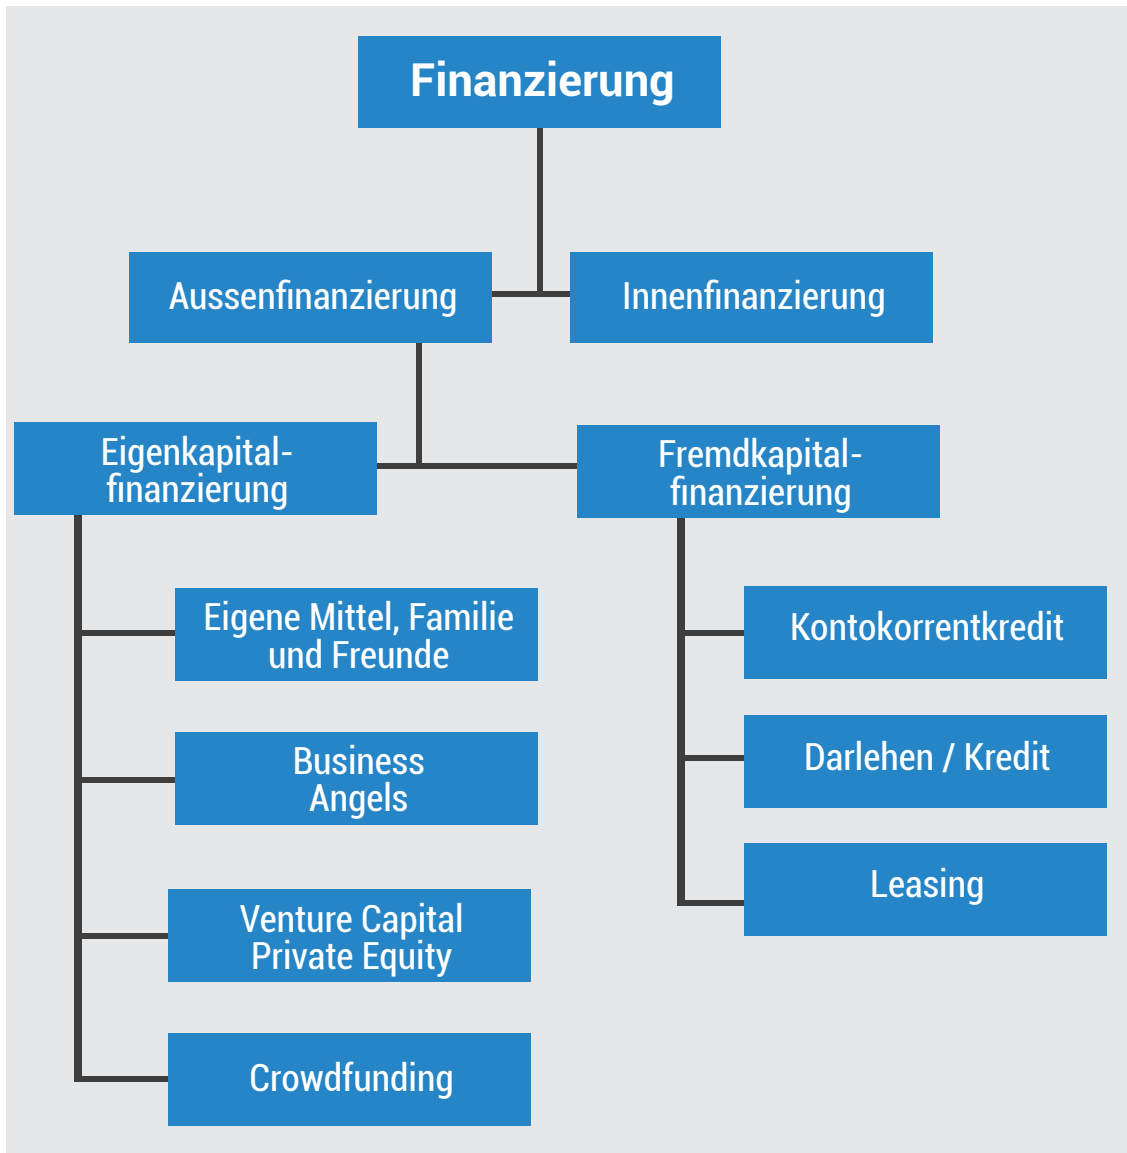 Finanzierung
Aussenfinanzierung
Innenfinanzierung
Eigenkapital-
finanzierung
Fremdkapital-
finanzierung
Eigene Mittel, Familie
und Freunde
Business
Angels
Venture Capital
Private Equity
Crowdfunding
Kontokorrentkredit
Darlehen / Kredit
Leasing